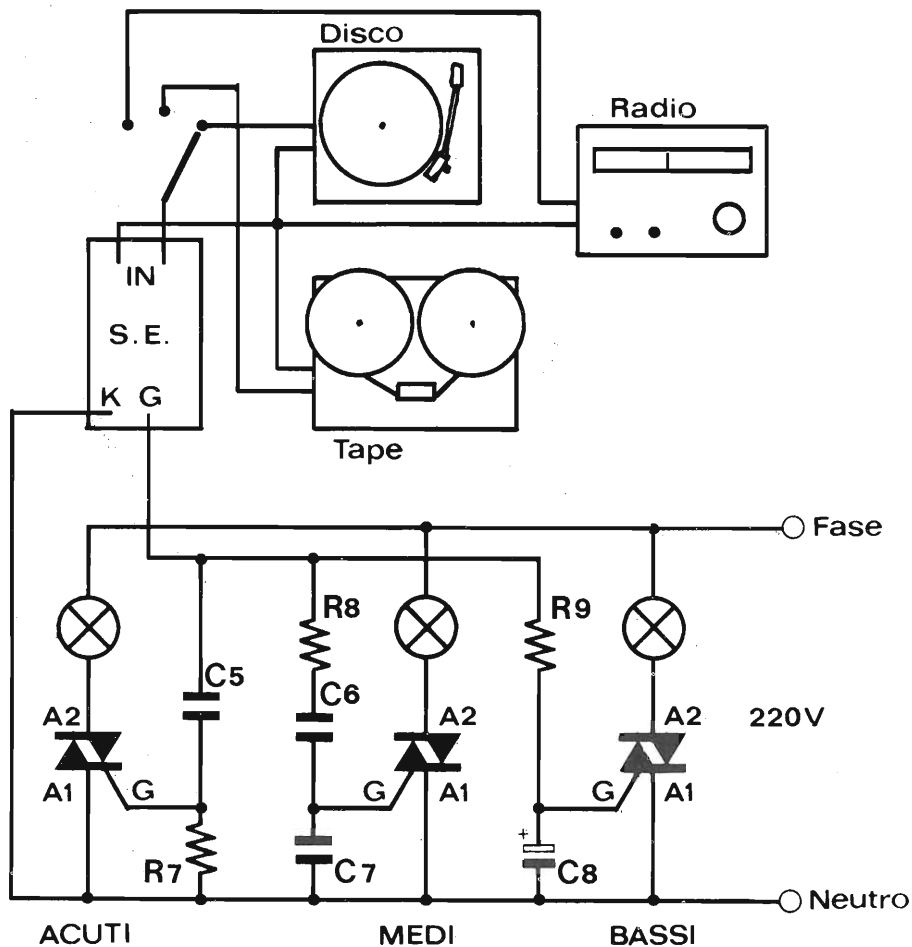 Disco
Radio
IN
S.E.
K G
Tape
Fase
R8
R9
C5
C6
A2
A2
A2
220V
A1
G
G
A1
G
A1
+
R7
C7
C8
Neutro
ACUTI
MEDI
BASSI